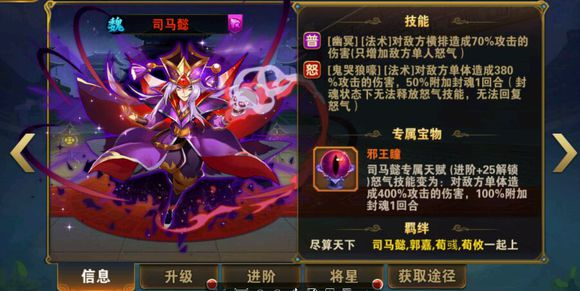 魏 司马懿
技能
普 [幽冥] [法术]对敌方横排造成70%攻击的
伤害(只增加敌方单人怒气)
怒 [鬼哭狼嚎] [法术]对敌方单体造成380
%攻击的伤害，50%附加封魂1回合（封
魂状态下无法释放怒气技能，无法回复
怒气）
专属宝物
邪王瞳
司马懿专属天赋 (进阶+25解锁
)怒气技能变为：对敌方单体造
成400%攻击的伤害，100%附加
封魂1回合
羁绊
尽算天下 司马懿,郭嘉,荀彧,荀攸一起上
信息
升级
进阶
将星
获取途径